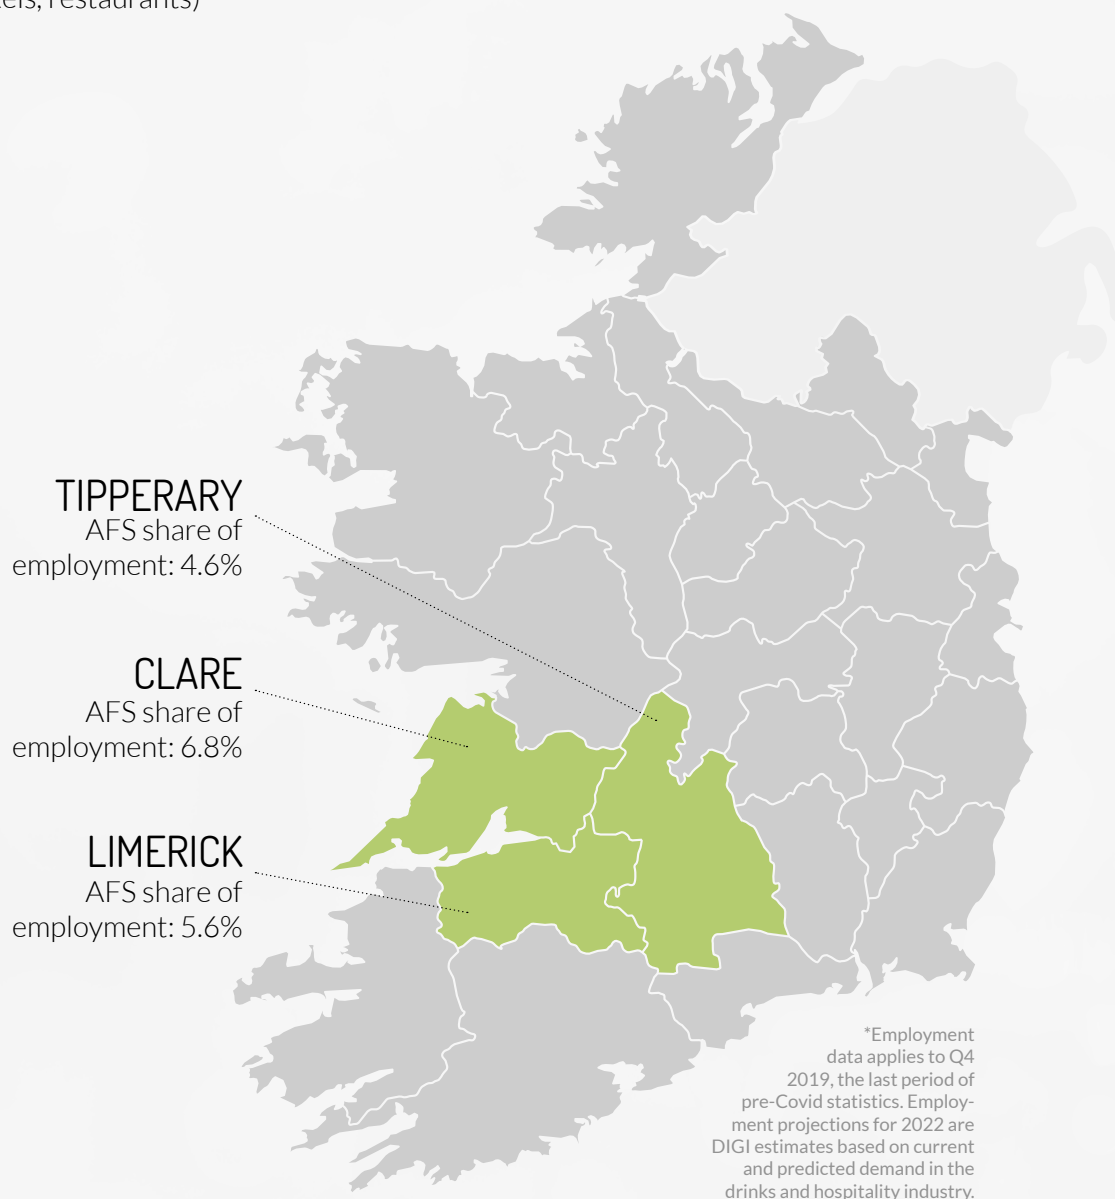 restaurants)
TIPPERARY
AFS share of
employment: 4.6%
CLARE
AFS share of
employment: 6.8%
LIMERICK
AFS share of
employment: 5.6%
*Employment
data applies to Q4
2019, the last period of
pre-Covid statistics. Employ-
ment projections for 2022 are
DIGI estimates based on current
and predicted demand in the
drinks and hospitality industry.